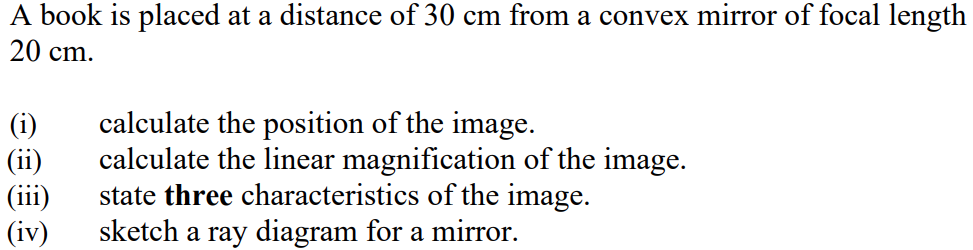 A book is placed at a distance of 30 cm from a convex mirror of focal length
20 cm.
(i) calculate the position of the image.
(ii) calculate the linear magnification of the image.
(iii) state three characteristics of the image.
(iv) sketch a ray diagram for a mirror.